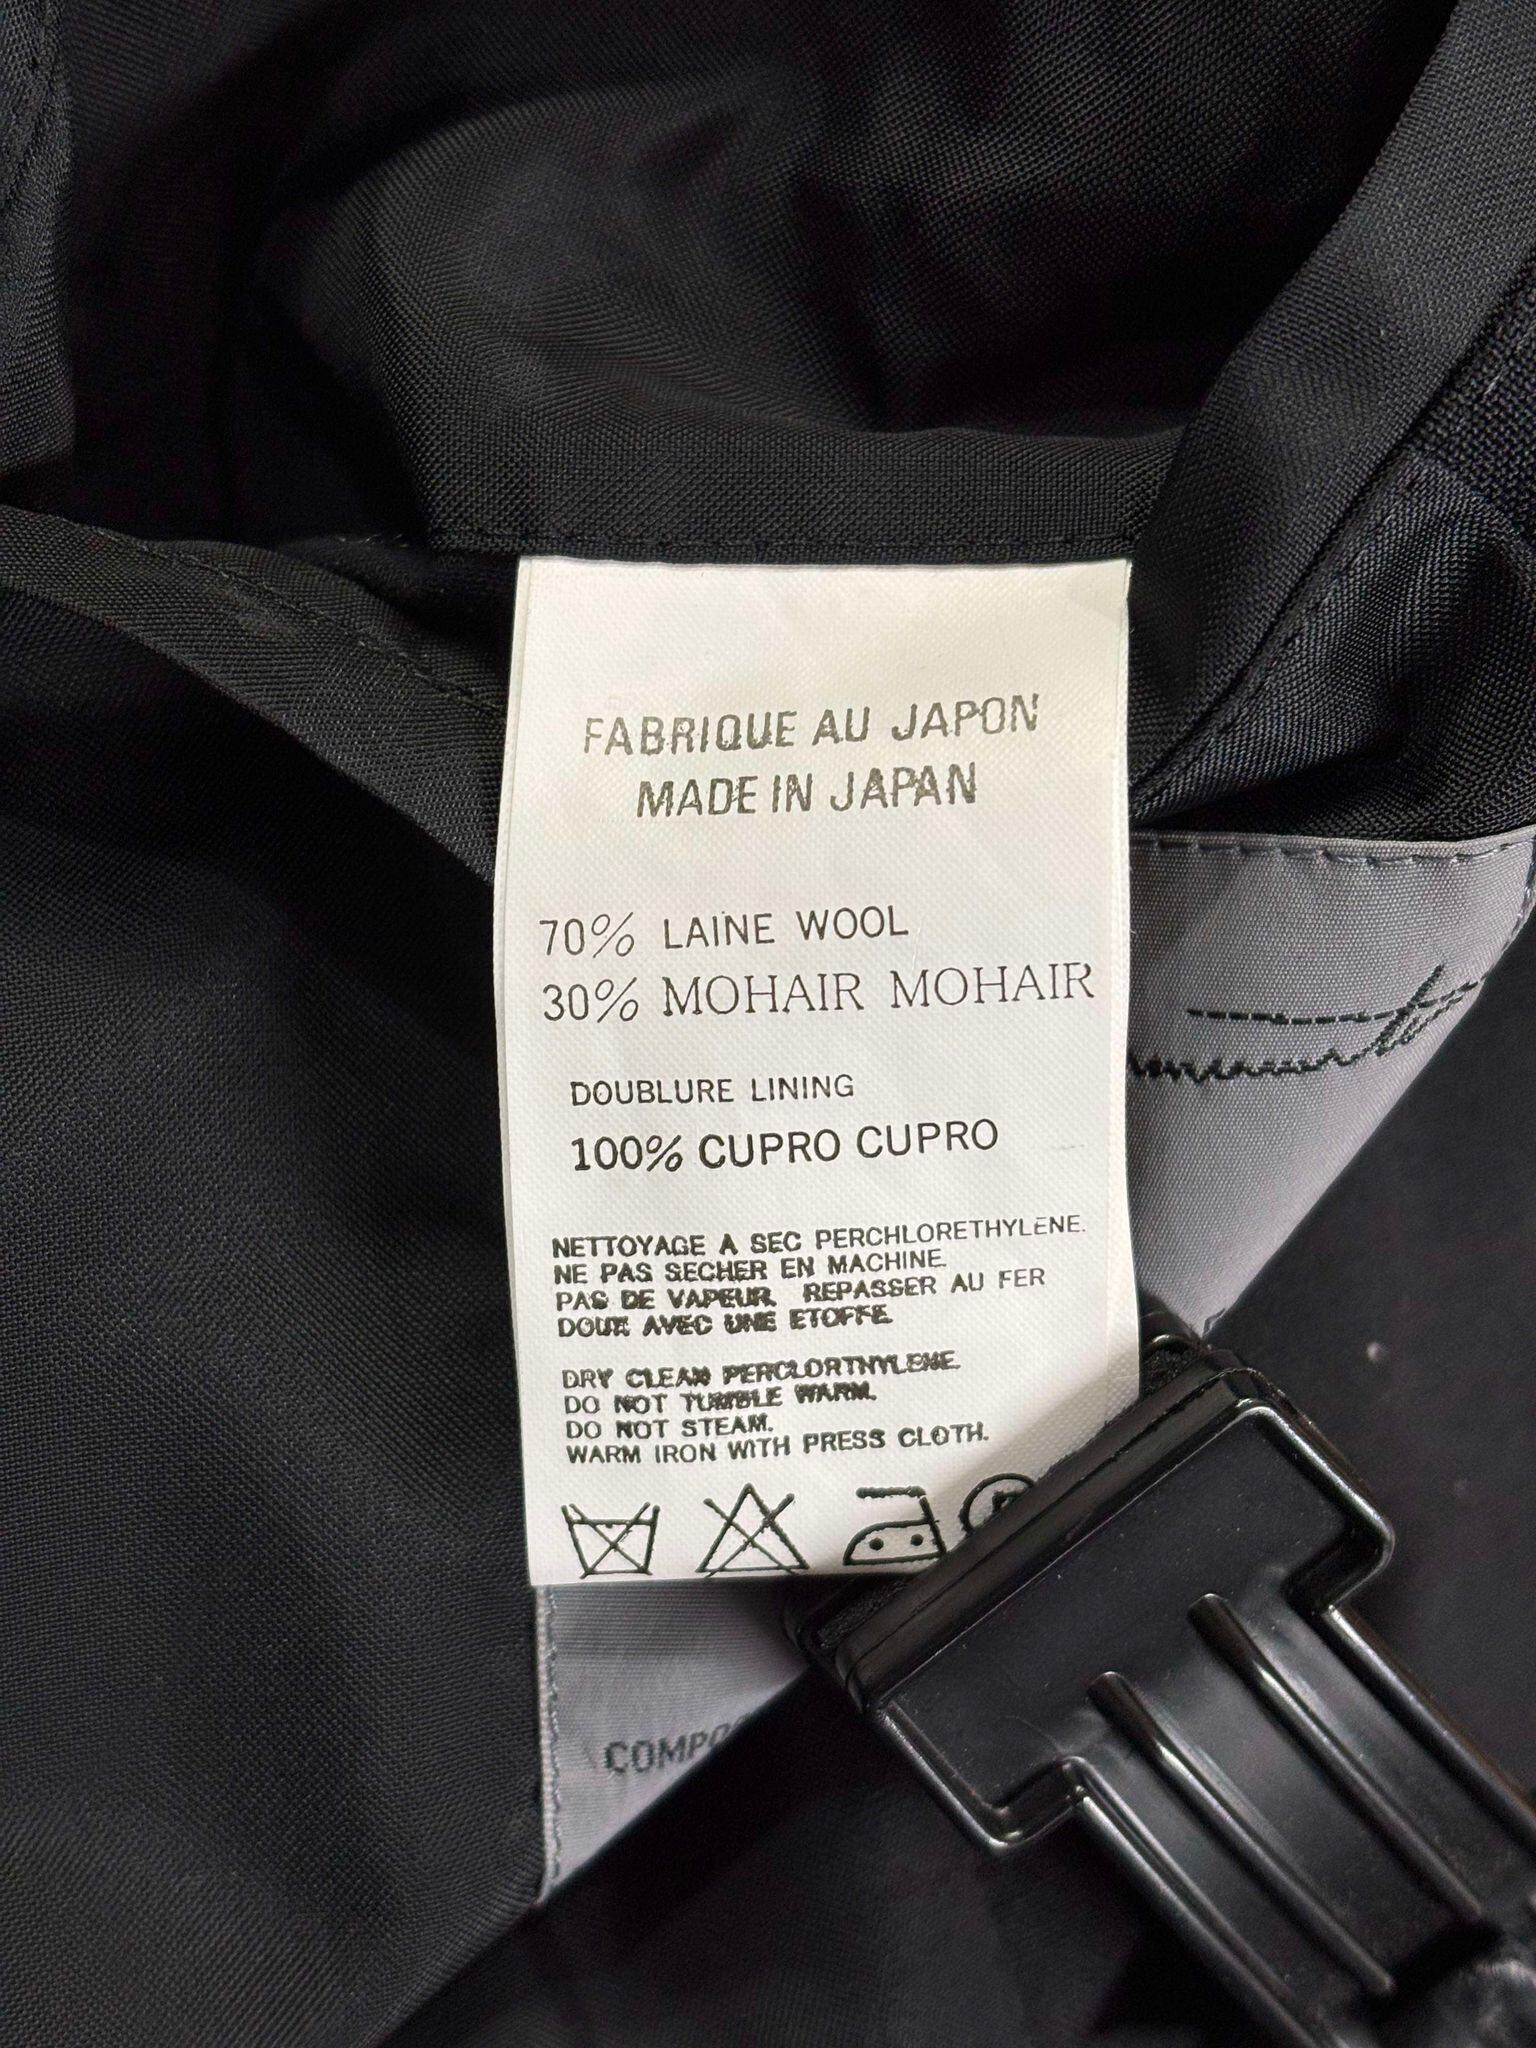 FABRIQUE AU JAPON
MADE IN JAPAN
70% LAINE WOOL
30% MOHAIR MOHAIR
DOUBLURE LINING
100% CUPRO CUPRO
NETTOYAGE A SEC PERCHLORETHYLENE.
NE PAS SECHER EN MACHINE.
PAS DE VAPEUR. REPASSER AU FER
DOUX AVEC UNE ETOFFE.
DRY CLEAN PERCLORTHYLENE.
DO NOT TUMBLE WARM.
DO NOT STEAM.
WARM IRON WITH PRESS CLOTH.